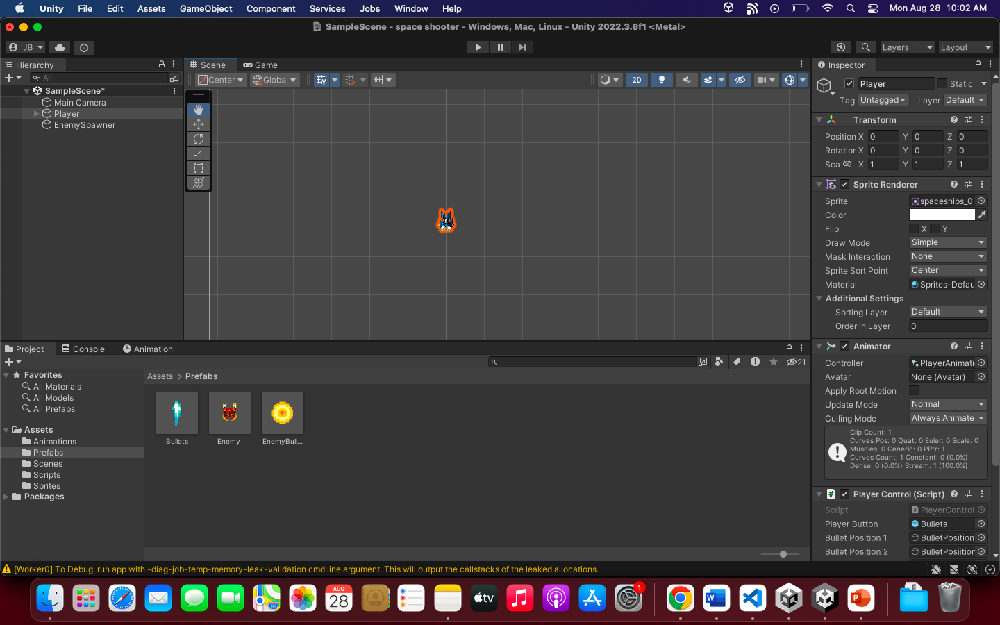 Unity File Edit Assets GameObject Component Services Jobs Window Help Mon Aug 28 10:02 AM
SampleScene - space shooter - Windows, Mac, Linux - Unity 2022.3.6f1 <Metal>
JB Layers Layout
Hierarchy
All
SampleScene*
Main Camera
Player
EnemySpawner
Scene Game
Center Global 2D
Inspector
Player Static
Tag Untagged Layer Default
Transform
Position X 0 Y 0 Z 0
Rotation X 0 Y 0 Z 0
Sca X 1 Y 1 Z 1
Sprite Renderer
Sprite spaceships_0
Color
Flip X Y
Draw Mode Simple
Mask Interaction None
Sprite Sort Point Center
Material Sprites-Defau
Additional Settings
Sorting Layer Default
Order in Layer 0
Animator
Controller PlayerAnimati
Avatar None (Avatar)
Apply Root Motion
Update Mode Normal
Culling Mode Always Animate
Clip Count: 1
Curves Pos: 0 Quat: 0 Euler: 0 Scale: 0
Muscles: 0 Generic: 0 PPtr: 1
Curves Count: 1 Constant: 0 (0.0%)
Dense: 0 (0.0%) Stream: 1 (100.0%)
Player Control (Script)
Script PlayerControl
Player Button Bullets
Bullet Position 1 BulletPosition
Bullet Position 2 BulletPosiition
Project Console Animation
21
Favorites
All Materials
All Models
All Prefabs
Assets
Animations
Prefabs
Scenes
Scripts
Sprites
Packages
Assets > Prefabs
Bullets Enemy EnemyBull...
[Worker0] To Debug, run app with -diag-job-temp-memory-leak-validation cmd line argument. This will output the callstacks of the leaked allocations.
AUG
28
tv
1
W
P